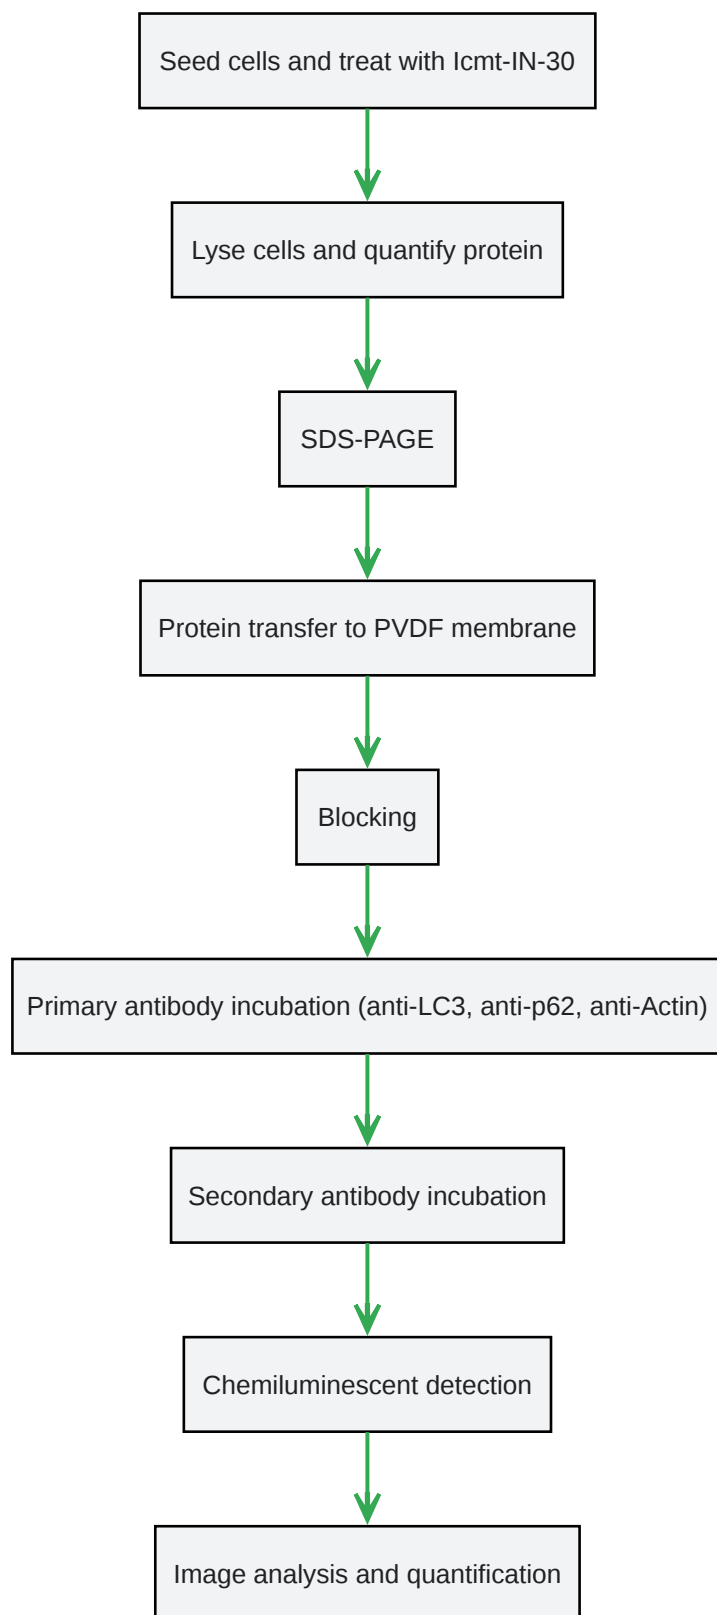 Seed cells and treat with Icmt-IN-30
Lyse cells and quantify protein
SDS-PAGE
Protein transfer to PVDF membrane
Blocking
Primary antibody incubation (anti-LC3, anti-p62, anti-Actin)
Secondary antibody incubation
Chemiluminescent detection
Image analysis and quantification